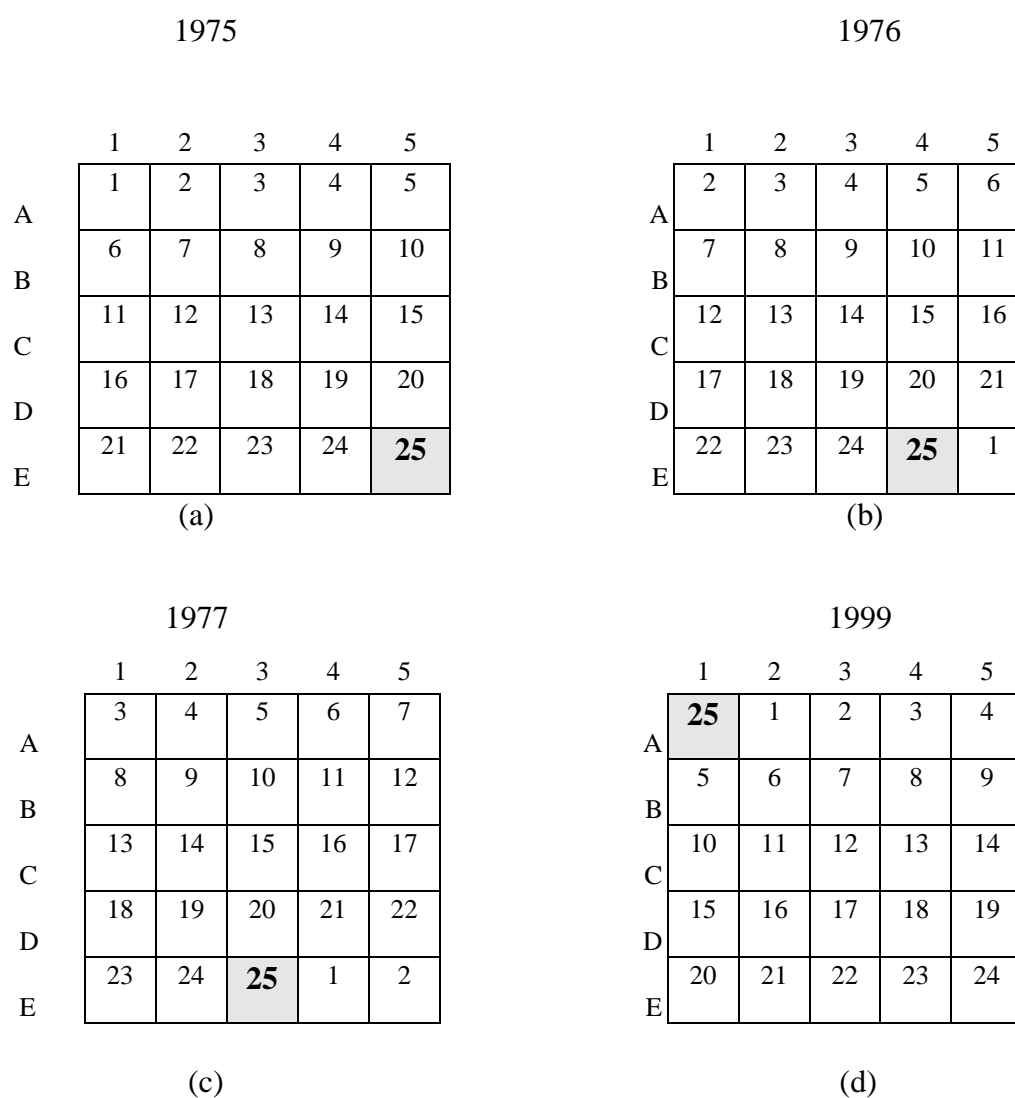 1975
1 2 3 4 5
A 1 2 3 4 5
B 6 7 8 9 10
C 11 12 13 14 15
D 16 17 18 19 20
E 21 22 23 24 25
(a)
1976
1 2 3 4 5
A 2 3 4 5 6
B 7 8 9 10 11
C 12 13 14 15 16
D 17 18 19 20 21
E 22 23 24 25 1
(b)
1977
1 2 3 4 5
A 3 4 5 6 7
B 8 9 10 11 12
C 13 14 15 16 17
D 18 19 20 21 22
E 23 24 25 1 2
(c)
1999
1 2 3 4 5
A 25 1 2 3 4
B 5 6 7 8 9
C 10 11 12 13 14
D 15 16 17 18 19
E 20 21 22 23 24
(d)